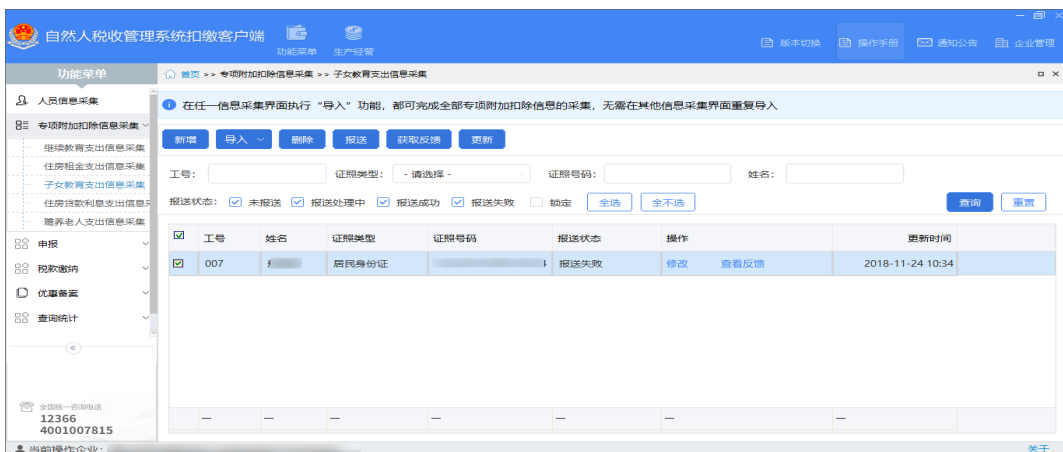 自然人税收管理系统扣缴客户端
功能菜单
生产经营
版本切换
操作手册
通知公告
企业管理
功能菜单
首页 >> 专项附加扣除信息采集 >> 子女教育支出信息采集
人员信息采集
专项附加扣除信息采集
继续教育支出信息采集
住房租金支出信息采集
子女教育支出信息采集
住房贷款利息支出信息
赡养老人支出信息采集
申报
税款缴纳
优惠备案
查询统计
全国统一咨询电话
12366
4001007815
在任一信息采集界面执行“导入”功能，都可完成全部专项附加扣除信息的采集，无需在其他信息采集界面重复导入
新增 导入 删除 报送 获取反馈 更新
工号: 证照类型: - 请选择 - 证照号码: 姓名:
报送状态: 未报送 报送处理中 报送成功 报送失败 锁定 全选 全不选 查询 重置
工号 姓名 证照类型 证照号码 报送状态 操作 更新时间
007 居民身份证 报送失败 修改 查看反馈 2018-11-24 10:34
— — — — — — —
当前操作企业: 关于